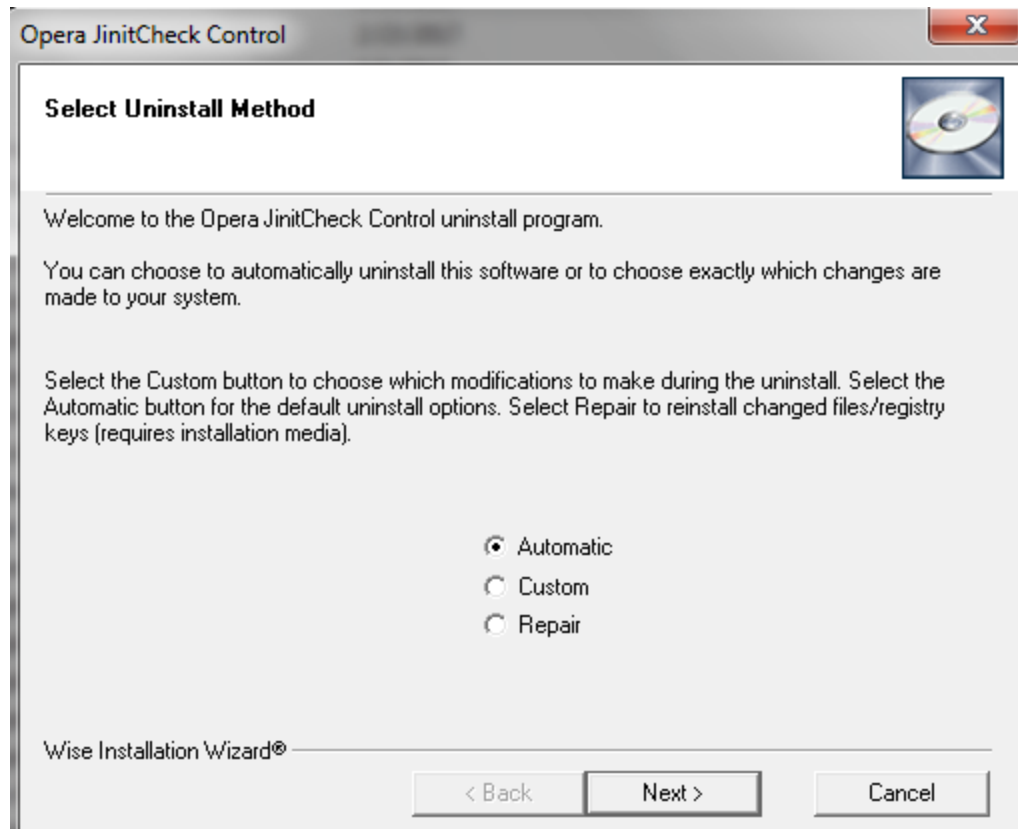 Opera JinitCheck Control
Select Uninstall Method
Welcome to the Opera JinitCheck Control uninstall program.
You can choose to automatically uninstall this software or to choose exactly which changes are
made to your system.
Select the Custom button to choose which modifications to make during the uninstall. Select the
Automatic button for the default uninstall options. Select Repair to reinstall changed files/registry
keys (requires installation media).
Automatic
Custom
Repair
Wise Installation Wizard®
< Back
Next >
Cancel